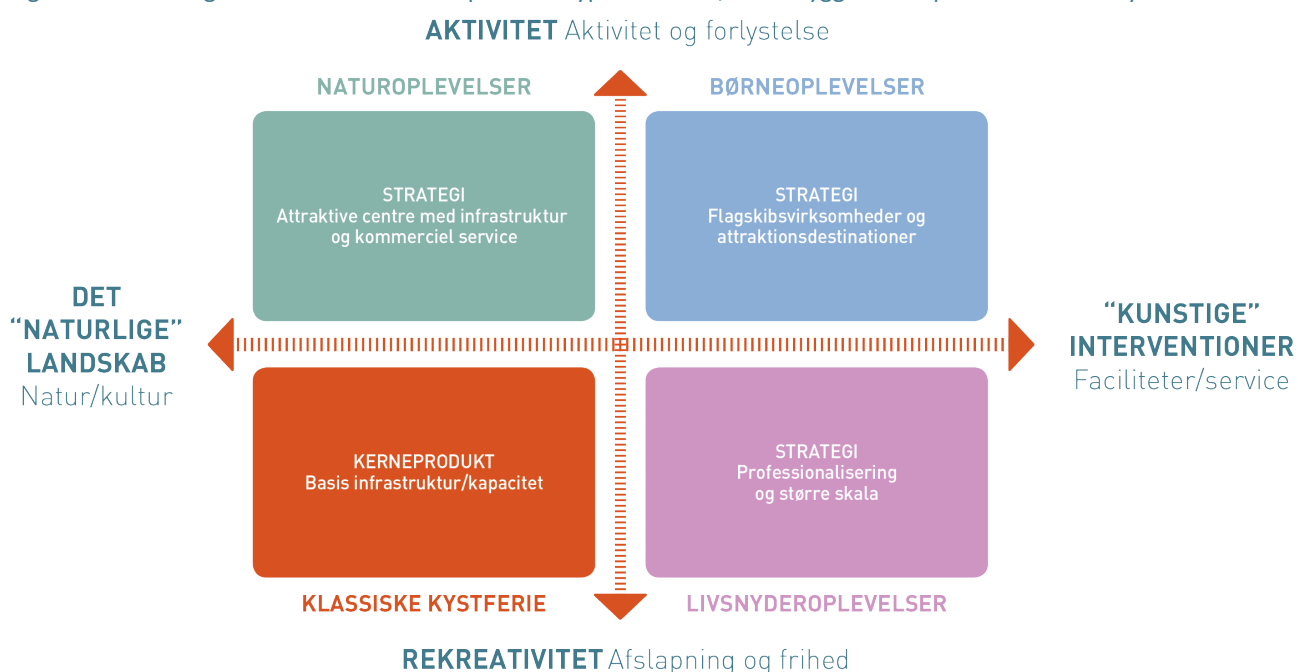 AKTIVITET Aktivitet og forlystelse
NATUROPLEVELSER
BØRNEOPLEVELSER
STRATEGI
Attraktive centre med infrastruktur
og kommerciel service
STRATEGI
Flagskibsvirksomheder og
attraktionsdestinationer
DET
“NATURLIGE”
LANDSKAB
Natur/kultur
“KUNSTIGE”
INTERVENTIONER
Faciliteter/service
KERNEPRODUKT
Basis infrastruktur/kapacitet
STRATEGI
Professionalisering
og større skala
KLASSISKE KYSTFERIE
LIVSNYDEROPLEVELSER
REKREATIVITET Afslapning og frihed